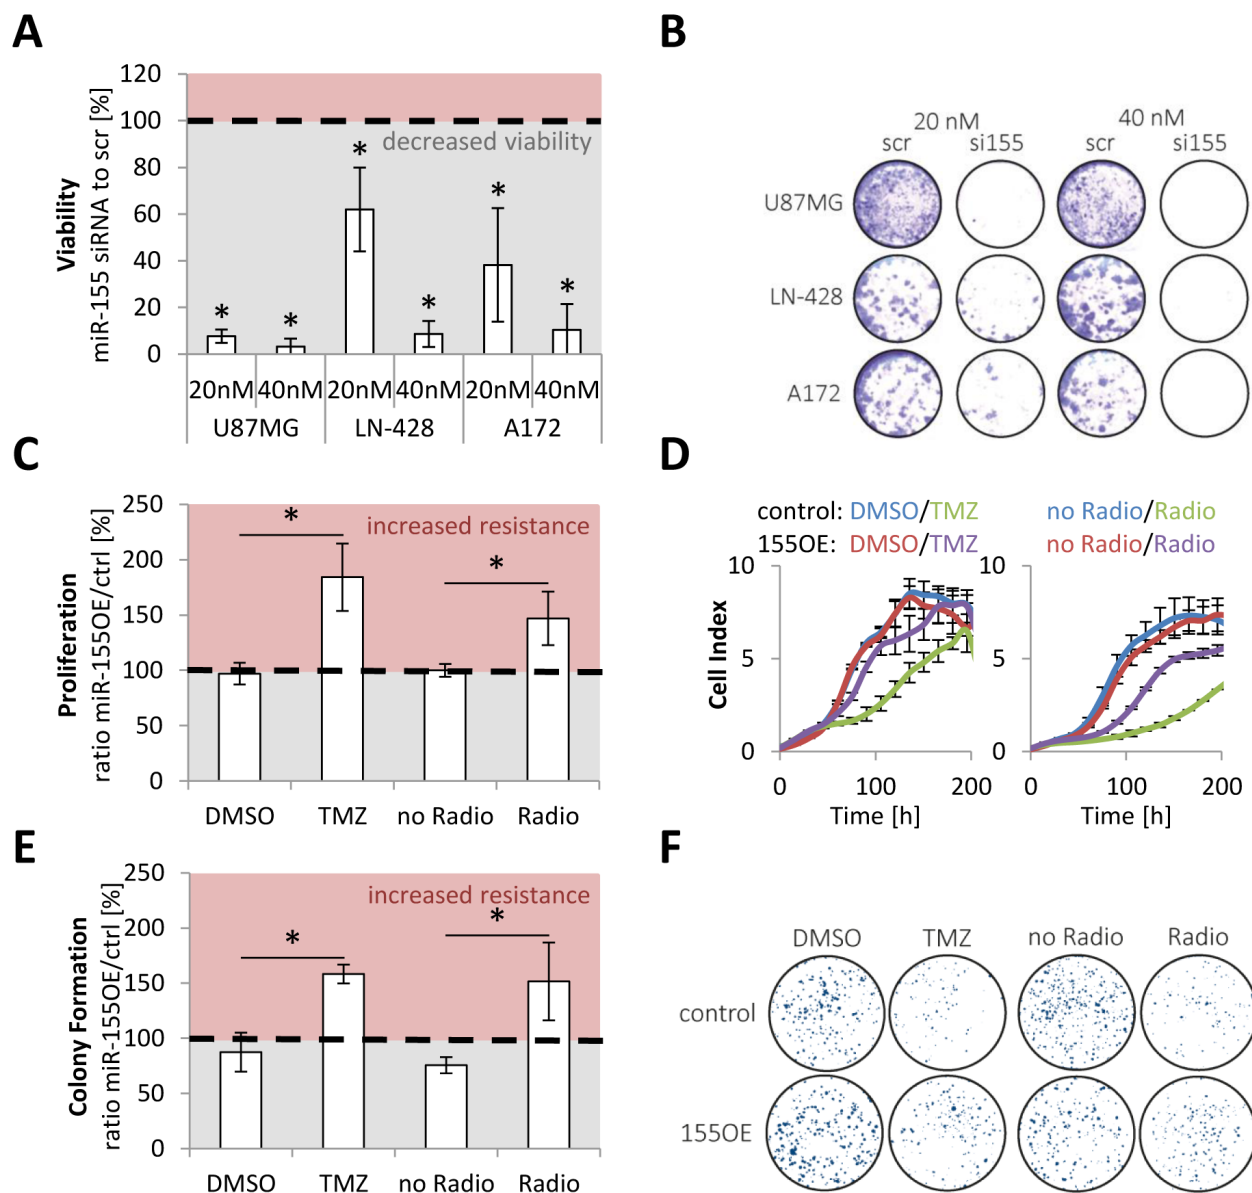 A
Viability
miR-155 siRNA to scr [%]
120
100
80
60
40
20
0
decreased viability
*
*
*
*
*
*
20nM 40nM 20nM 40nM 20nM 40nM
U87MG LN-428 A172
B
20 nM 40 nM
scr si155 scr si155
U87MG
LN-428
A172
C
Proliferation
ratio miR-155OE/ctrl [%]
250
200
150
100
50
0
increased resistance
*
*
DMSO TMZ no Radio Radio
D
control: DMSO/TMZ no Radio/Radio
155OE: DMSO/TMZ no Radio/Radio
Cell Index
10
5
0
0 100 200
Time [h]
10
5
0
0 100 200
Time [h]
E
Colony Formation
ratio miR-155OE/ctrl [%]
250
200
150
100
50
0
increased resistance
*
*
DMSO TMZ no Radio Radio
F
DMSO TMZ no Radio Radio
control
155OE